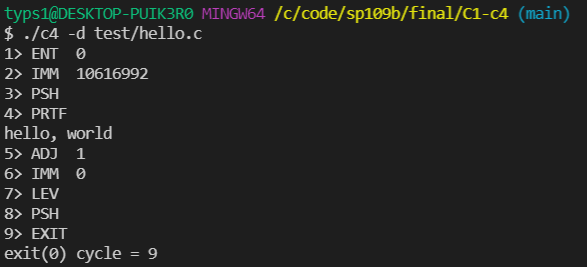 typs1@DESKTOP-PUIK3R0 MINGW64 /c/code/sp109b/final/C1-c4 (main)
$ ./c4 -d test/hello.c
1> ENT  0
2> IMM  10616992
3> PSH
4> PRTF
hello, world
5> ADJ  1
6> IMM  0
7> LEV
8> PSH
9> EXIT
exit(0) cycle = 9